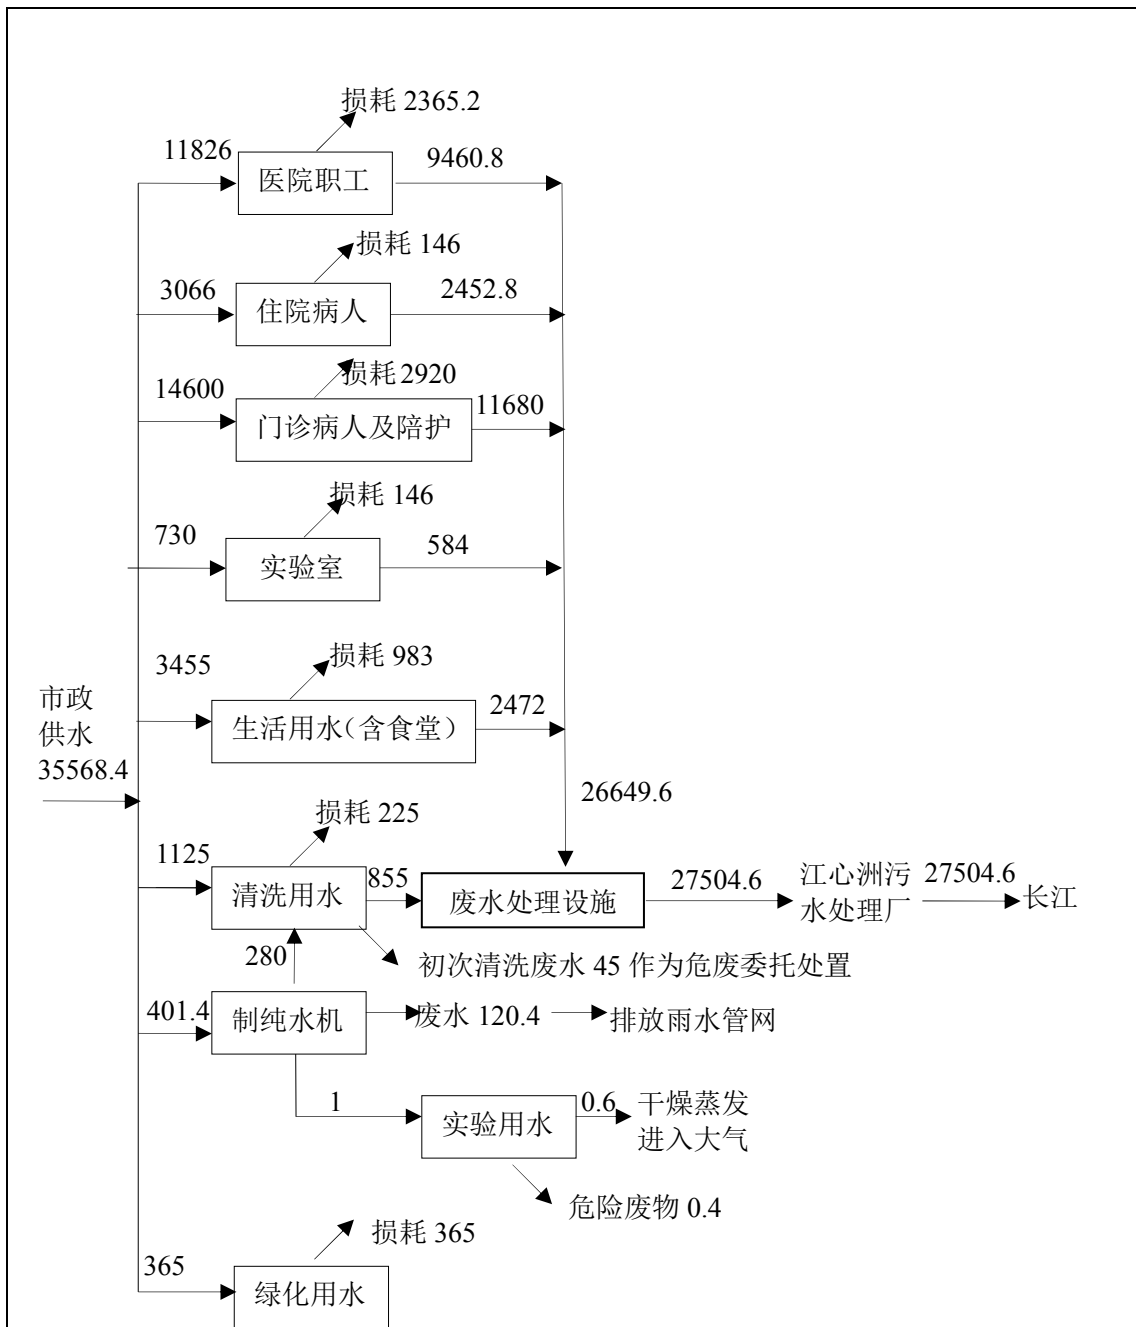 损耗 2365.2
11826
医院职工
9460.8
损耗 146
3066
住院病人
2452.8
损耗2920
14600
门诊病人及陪护
11680
损耗 146
730
实验室
584
损耗 983
3455
生活用水（含食堂）
2472
市政
供水
35568.4
26649.6
损耗 225
1125
清洗用水
855
废水处理设施
27504.6
江心洲污
水处理厂
27504.6
长江
280
初次清洗废水 45 作为危废委托处置
401.4
制纯水机
废水 120.4
排放雨水管网
1
实验用水
0.6
干燥蒸发
进入大气
危险废物 0.4
损耗 365
365
绿化用水